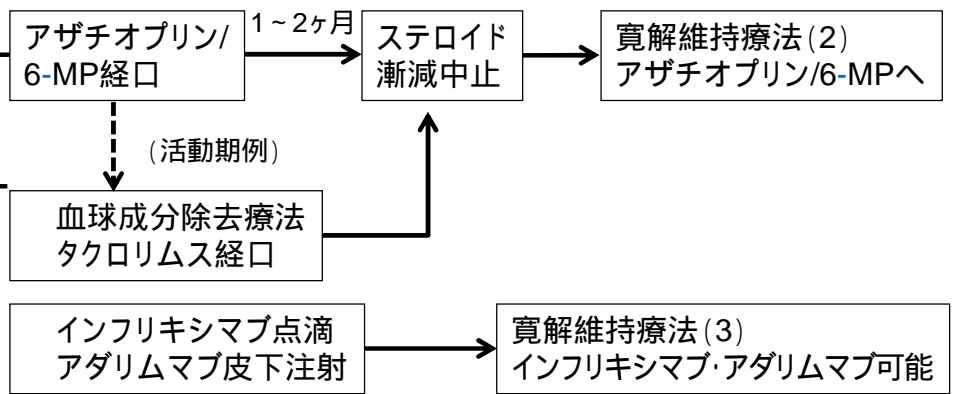 アザチオプリン/
6-MP経口
1~2ヶ月
ステロイド
漸減中止
寛解維持療法(2)
アザチオプリン/6-MPへ
(活動期例)
血球成分除去療法
タクロリムス経口
インフリキシマブ点滴
アダリムマブ皮下注射
寛解維持療法(3)
インフリキシマブ・アダリムマブ可能